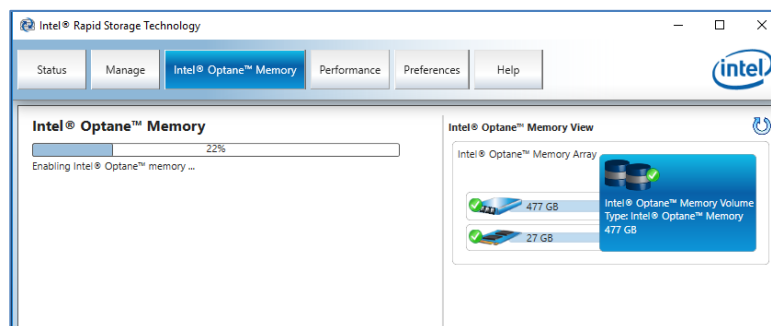 Intel® Rapid Storage Technology
Status
Manage
Intel® Optane™ Memory
Performance
Preferences
Help
intel
Intel® Optane™ Memory
22%
Enabling Intel® Optane™ memory ...
Intel® Optane™ Memory View
Intel® Optane™ Memory Array
477 GB
27 GB
Intel® Optane™ Memory Volume
Type: Intel® Optane™ Memory
477 GB